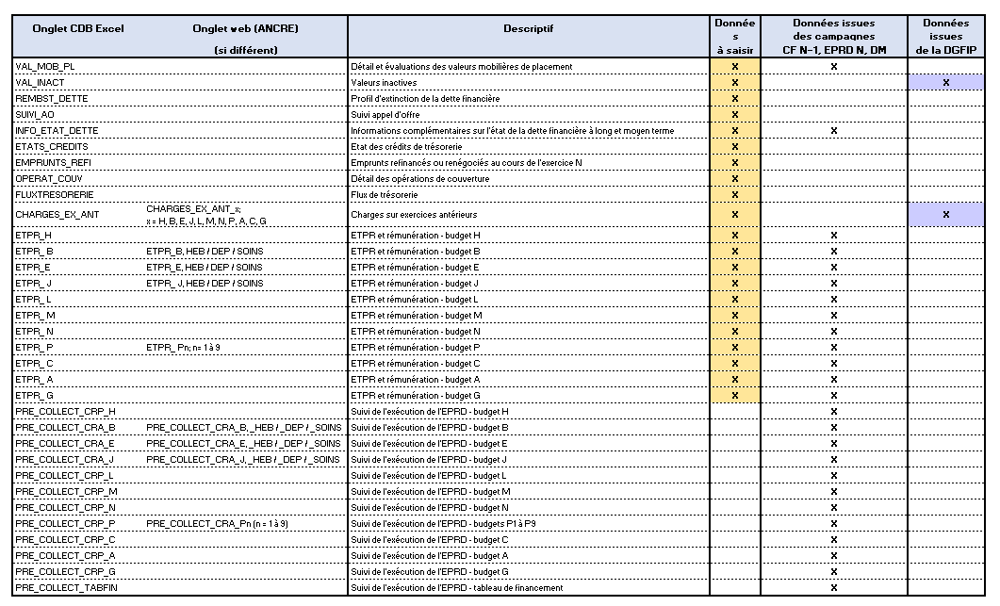 Onglet CDB Excel Onglet web (ANCRE) (si différent) Descriptif Données à saisir Données issues des campagnes CF N-1, EPRD N, DM Données issues de la DGFIP
VAL_MOB_PL Détail et évaluations des valeurs mobilières de placement X X
VAL_INACT Valeurs inactives X X
REMBST_DETTE Profil d'extinction de la dette financière X
SUIVI_AO Suivi appel d'offre X
INFO_ETAT_DETTE Informations complémentaires sur l'état de la dette financière à long et moyen terme X X
ETATS_CREDITS Etat des crédits de trésorerie X
EMPRUNTS_REFI Emprunts refinancés ou renégociés au cours de l'exercice N X
OPERAT_COUV Détail des opérations de couverture X
FLUXTRESORERIE Flux de trésorerie X
CHARGES_EX_ANT CHARGES_EX_ANT_x; x = H, B, E, J, L, M, N, P, A, C, G Charges sur exercices antérieurs X X
ETPR_H ETPR et rémunération - budget H X X
ETPR_ B ETPR_B, HEB / DEP / SOINS ETPR et rémunération - budget B X X
ETPR_E ETPR_E, HEB / DEP / SOINS ETPR et rémunération - budget E X X
ETPR_ J ETPR_ J, HEB / DEP / SOINS ETPR et rémunération - budget J X X
ETPR_ L ETPR et rémunération - budget L X X
ETPR_ M ETPR et rémunération - budget M X X
ETPR_ N ETPR et rémunération - budget N X X
ETPR_ P ETPR_ Pn; n= 1 à 9 ETPR et rémunération - budget P X X
ETPR_ C ETPR et rémunération - budget C X X
ETPR_ A ETPR et rémunération - budget A X X
ETPR_ G ETPR et rémunération - budget G X X
PRE_COLLECT_CRP_H Suivi de l'exécution de l'EPRD - budget H X
PRE_COLLECT_CRA_B PRE_COLLECT_CRA_B, _HEB / _DEP / _SOINS Suivi de l'exécution de l'EPRD - budget B X
PRE_COLLECT_CRA_E PRE_COLLECT_CRA_E, _HEB / _DEP / _SOINS Suivi de l'exécution de l'EPRD - budget E X
PRE_COLLECT_CRA_J PRE_COLLECT_CRA_J, _HEB / _DEP / _SOINS Suivi de l'exécution de l'EPRD - budget J X
PRE_COLLECT_CRP_L Suivi de l'exécution de l'EPRD - budget L X
PRE_COLLECT_CRP_M Suivi de l'exécution de l'EPRD - budget M X
PRE_COLLECT_CRP_N Suivi de l'exécution de l'EPRD - budget N X
PRE_COLLECT_CRP_P PRE_COLLECT_CRA_Pn (n = 1 à 9) Suivi de l'exécution de l'EPRD - budgets P1 à P9 X
PRE_COLLECT_CRP_C Suivi de l'exécution de l'EPRD - budget C X
PRE_COLLECT_CRP_A Suivi de l'exécution de l'EPRD - budget A X
PRE_COLLECT_CRP_G Suivi de l'exécution de l'EPRD - budget G X
PRE_COLLECT_TABFIN Suivi de l'exécution de l'EPRD - tableau de financement X